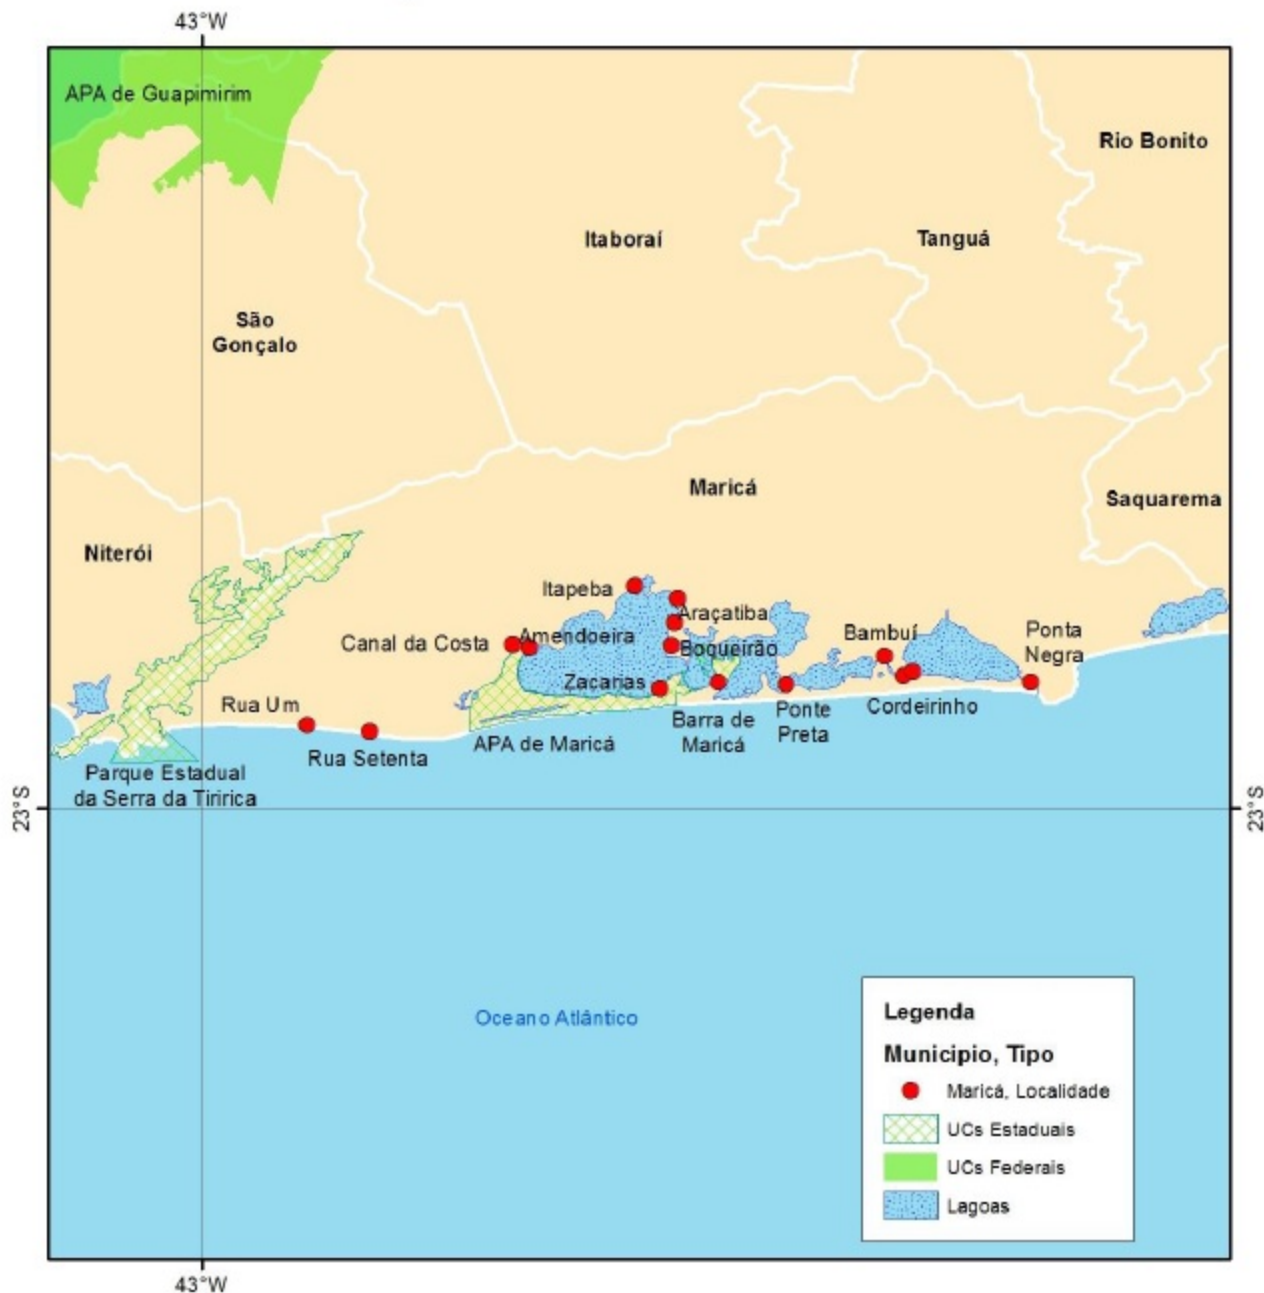 43°W
APA de Guapimirim
Rio Bonito
Itaboraí
Tanguá
São
Gonçalo
Maricá
Saquarema
Niterói
Itapeba
Araçatiba
Canal da Costa
Amendoeira
Boqueirão
Bambuí
Ponta
Negra
Zacarias
Rua Um
Cordeirinho
Barra de
Maricá
Ponte
Preta
APA de Maricá
Rua Setenta
Parque Estadual
da Serra da Tiririca
23°S
23°S
Oceano Atlântico
Legenda
Municipio, Tipo
Maricá, Localidade
UCs Estaduais
UCs Federais
Lagoas
43°W